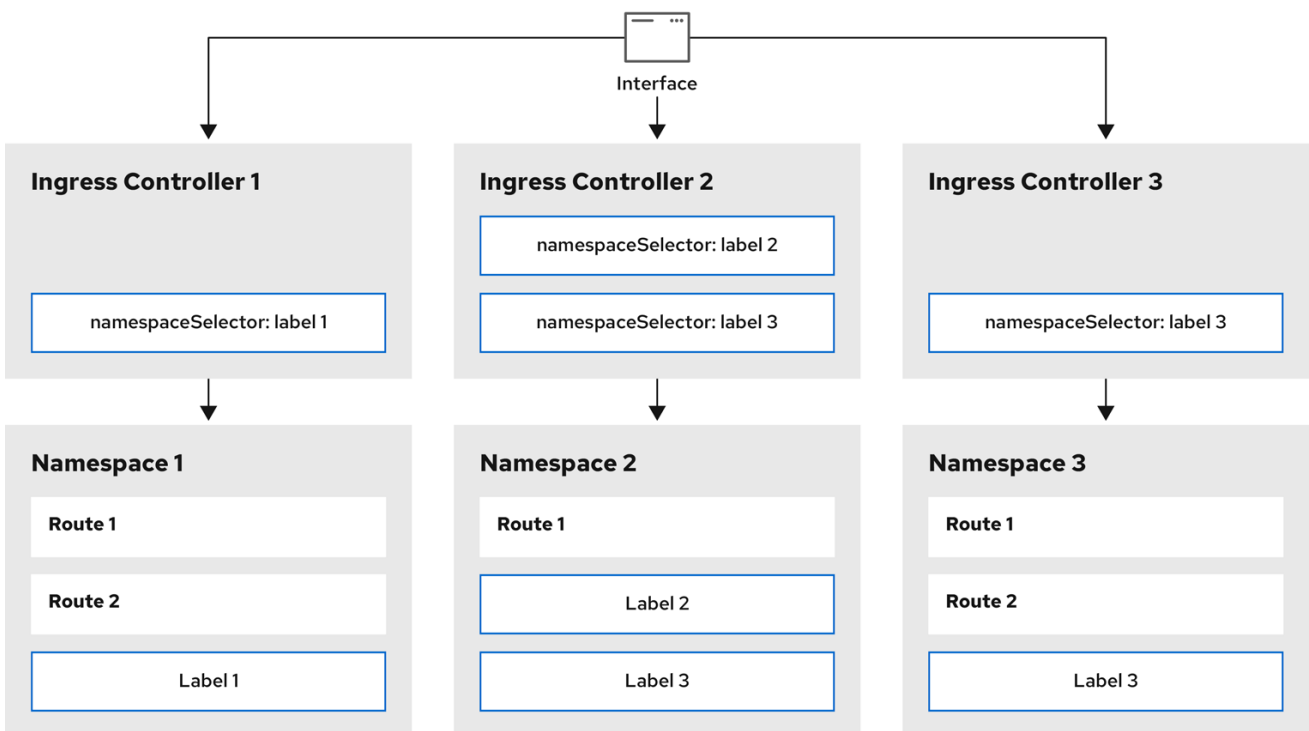 Interface
Ingress Controller 1
namespaceSelector: label 1
Ingress Controller 2
namespaceSelector: label 2
namespaceSelector: label 3
Ingress Controller 3
namespaceSelector: label 3
Namespace 1
Route 1
Route 2
Label 1
Namespace 2
Route 1
Label 2
Label 3
Namespace 3
Route 1
Route 2
Label 3